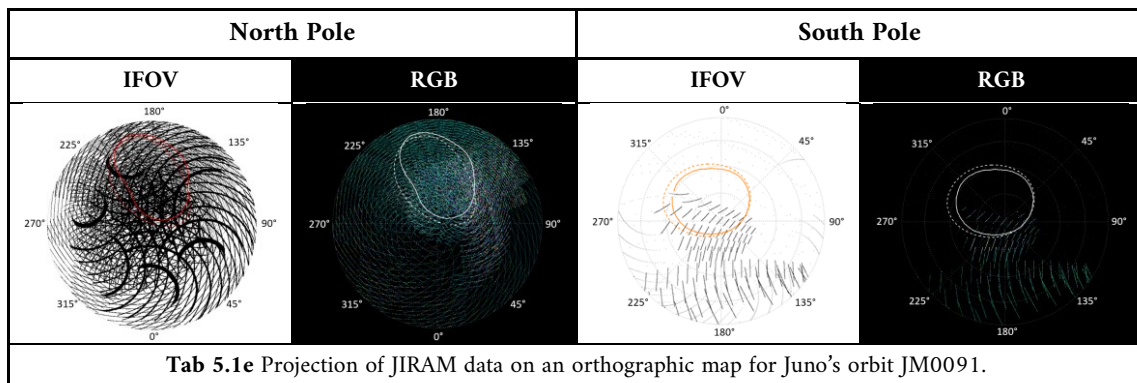 North Pole South Pole
IFOV RGB IFOV RGB
180° 180° 0° 0°
225° 135° 225° 135° 315° 45° 315° 45°
270° 90° 270° 90° 270° 90° 270° 90°
315° 45° 315° 45° 225° 135° 225° 135°
0° 0° 180° 180°
Tab 5.1e Projection of JIRAM data on an orthographic map for Juno's orbit JM0091.